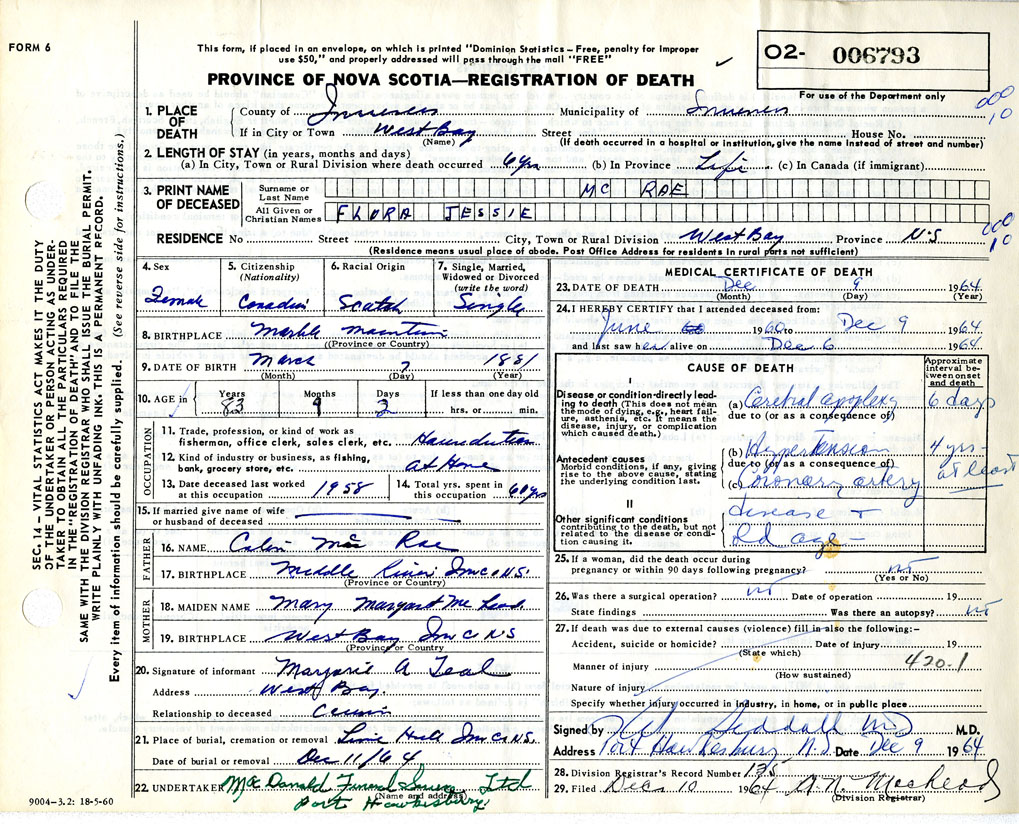 FORM 6
This form, if placed in an envelope, on which is printed "Dominion Statistics – Free, penalty for improper
use $50," and properly addressed will pass through the mail "FREE"
PROVINCE OF NOVA SCOTIA—REGISTRATION OF DEATH
O2- 006793
For use of the Department only
000
10
1. PLACE OF DEATH
County of Inverness Municipality of Inverness
If in City or Town West Bay Street House No.
(Name) (If death occurred in a hospital or institution, give the name instead of street and number)
2. LENGTH OF STAY (in years, months and days)
(a) In City, Town or Rural Division where death occurred 6 yrs (b) In Province Life (c) In Canada (if immigrant)
3. PRINT NAME OF DECEASED
Surname or Last Name MC RAE
All Given or Christian Names FLORA JESSIE
000
10
RESIDENCE No Street City, Town or Rural Division West Bay Province N.S
(Residence means usual place of abode. Post Office Address for residents in rural parts not sufficient)
4. Sex
Female
5. Citizenship
(Nationality)
Canadian
6. Racial Origin
Scotch
7. Single, Married,
Widowed or Divorced
(write the word)
Single
8. BIRTHPLACE Marble Mountain
(Province or Country)
9. DATE OF BIRTH March 7 1881
(Month) (Day) (Year)
10. AGE in
Years Months Days If less than one day old
83 9 2 hrs. or min.
OCCUPATION
11. Trade, profession, or kind of work as
fisherman, office clerk, sales clerk, etc.
12. Kind of industry or business, as fishing,
bank, grocery store, etc. At Home
13. Date deceased last worked
at this occupation 1958
14. Total yrs. spent in
this occupation 60 yrs
15. If married give name of wife
or husband of deceased
FATHER
16. NAME Mac Rae
17. BIRTHPLACE Middle River N.S.
(Province or Country)
MOTHER
18. MAIDEN NAME Mary Margaret Mc Leod
19. BIRTHPLACE West Bay N S
(Province or Country
20. Signature of informant Marjorie A Teal
Address West Bay.
Relationship to deceased Cousin
21. Place of burial, cremation or removal N.S.
Date of burial or removal Dec 11/64
22. UNDERTAKER Mac Donald Funeral Service Ltd
(Name and address)
Port Hawkesbury
9004-3.2: 18-5-60
MEDICAL CERTIFICATE OF DEATH
23. DATE OF DEATH Dec 9 1964
(Month) (Day) (Year)
24. I HEREBY CERTIFY that I attended deceased from:
June 1960 to Dec 9 1964
and last saw her alive on Dec 6 1964
CAUSE OF DEATH
Approximate
interval between
onset
and death
I
Disease or condition directly leading
to death (This does not mean
the mode of dying, e.g., heart failure,
asthenia, etc. It means the
disease, injury, or complication
which caused death.)
(a) Cerebral apoplexy 6 days
due to (or as a consequence of)
Antecedent causes
Morbid conditions, if any, giving
rise to the above cause, stating
the underlying condition last.
(b) Hypertension 4 yrs-
due to (or as a consequence of) at least
(c) Coronary artery
disease +
II
Other significant conditions
contributing to the death, but not
related to the disease or condition
causing it.
Old age -
25. If a woman, did the death occur during
pregnancy or within 90 days following pregnancy? no
(Yes or No)
26. Was there a surgical operation? no Date of operation 19
State findings Was there an autopsy? no
27. If death was due to external causes (violence) fill in also the following:–
Accident, suicide or homicide? Date of injury 19
(State which)
420.1
Manner of injury
(How sustained)
Nature of injury
Specify whether injury occurred in industry, in home, or in public place
Signed by M.D.
Address Port Hawkesbury N.S. Date Dec 9 1964
28. Division Registrar's Record Number 135
29. Filed Dec 10 1964 A. N. MacLeod
(Division Registrar)
SEC. 14 – VITAL STATISTICS ACT MAKES IT THE DUTY
OF THE UNDERTAKER OR PERSON ACTING AS UNDERTAKER
TO OBTAIN ALL THE PARTICULARS REQUIRED
IN THE "REGISTRATION OF DEATH" AND TO FILE THE
SAME WITH THE DIVISION REGISTRAR WHO SHALL ISSUE THE BURIAL PERMIT.
WRITE PLAINLY WITH UNFADING INK. THIS IS A PERMANENT RECORD.
Every item of information should be carefully supplied. (See reverse side for instructions.)